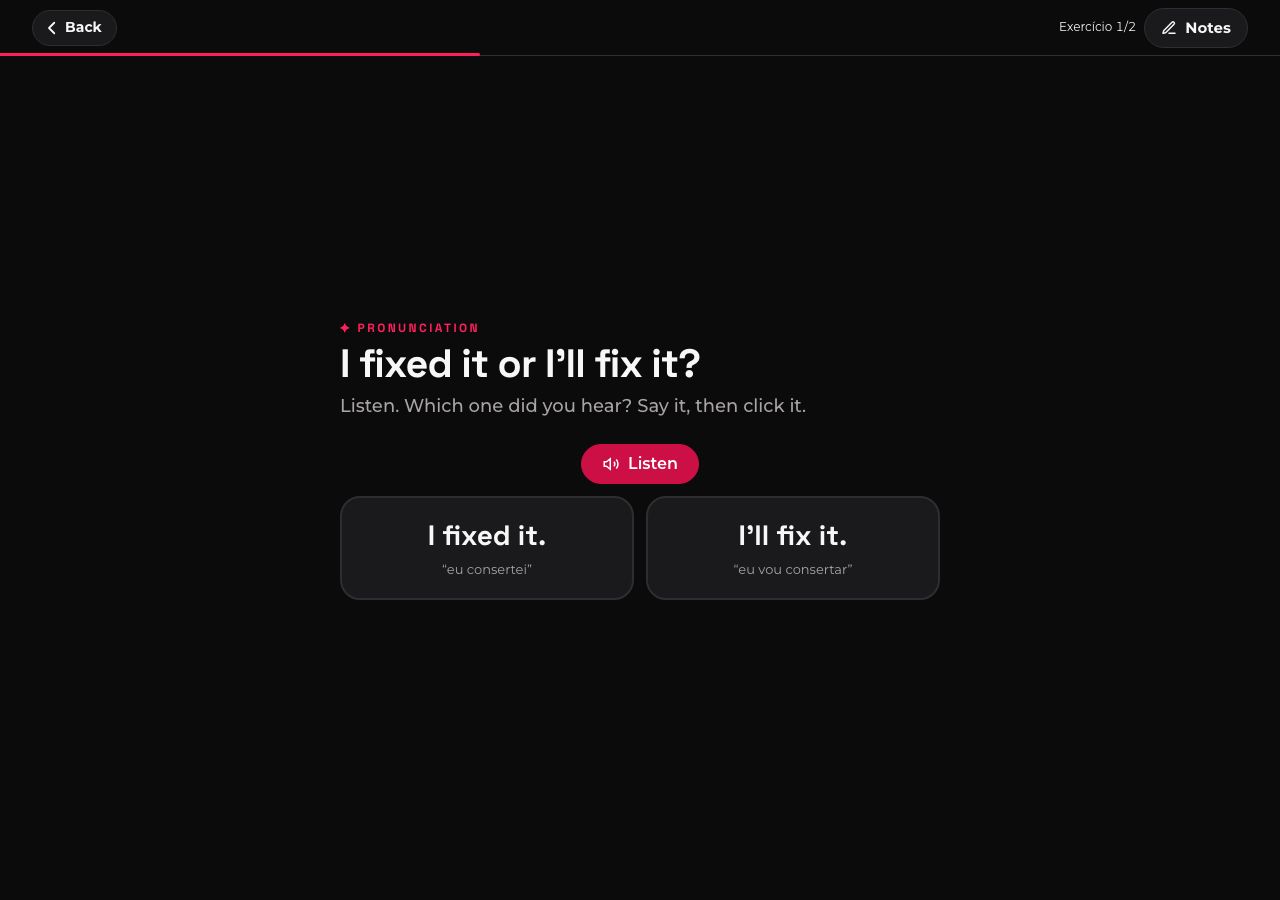 Back
Exercício 1/2
Notes
PRONUNCIATION
I fixed it or I’ll fix it?
Listen. Which one did you hear? Say it, then click it.
Listen
I fixed it.
“eu consertei”
I’ll fix it.
“eu vou consertar”